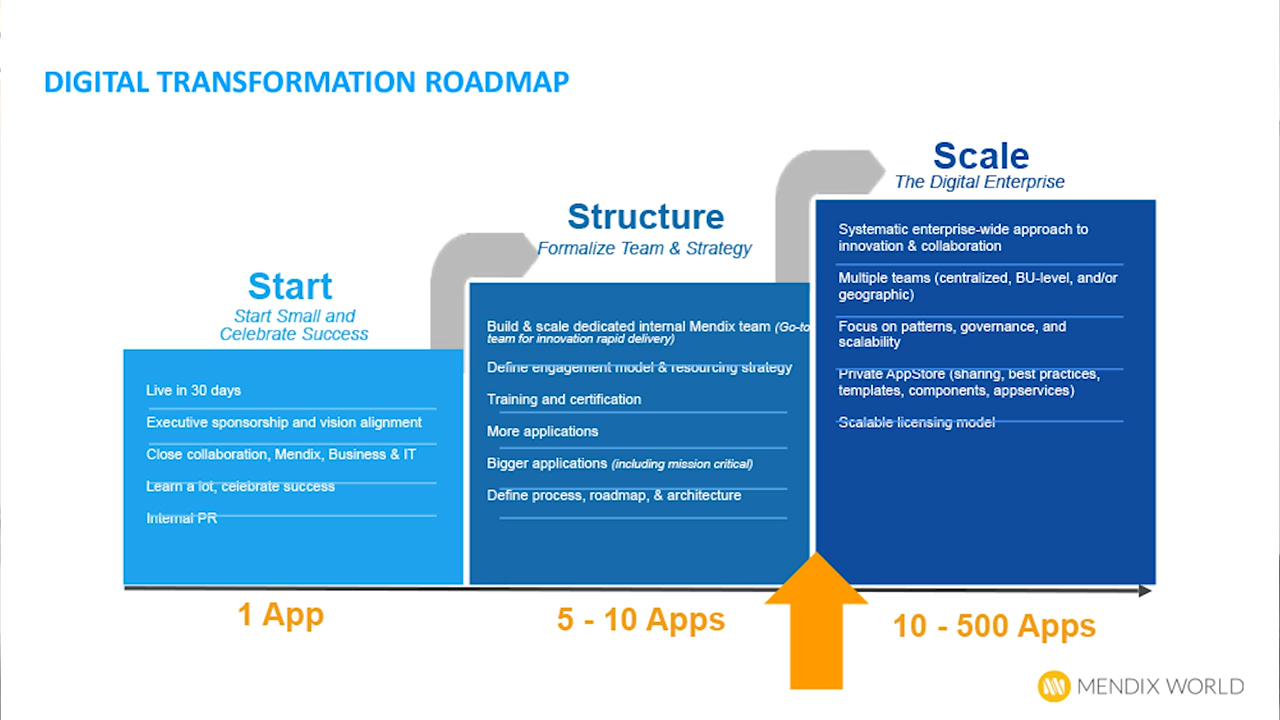 DIGITAL TRANSFORMATION ROADMAP
Start
Start Small and
Celebrate Success
Live in 30 days
Executive sponsorship and vision alignment
Close collaboration, Mendix, Business & IT
Learn a lot, celebrate success
Internal PR
1 App
Structure
Formalize Team & Strategy
Build & scale dedicated internal Mendix team (Go-to
team for innovation rapid delivery)
Define engagement model & resourcing strategy
Training and certification
More applications
Bigger applications (including mission critical)
Define process, roadmap, & architecture
5 - 10 Apps
Scale
The Digital Enterprise
Systematic enterprise-wide approach to
innovation & collaboration
Multiple teams (centralized, BU-level, and/or
geographic)
Focus on patterns, governance, and
scalability
Private AppStore (sharing, best practices,
templates, components, appservices)
Scalable licensing model
10 - 500 Apps
MENDIX WORLD